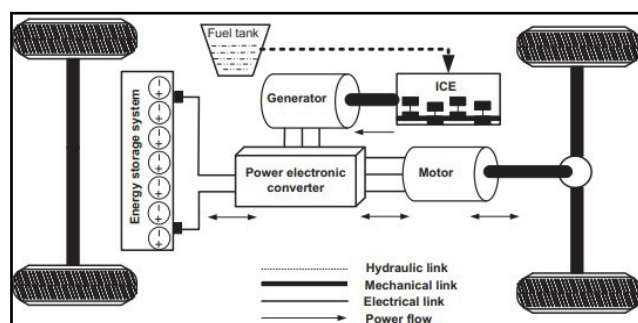 Fuel tank
ICE
Generator
Energy storage system
Power electronic
converter
Motor
Hydraulic link
Mechanical link
Electrical link
Power flow